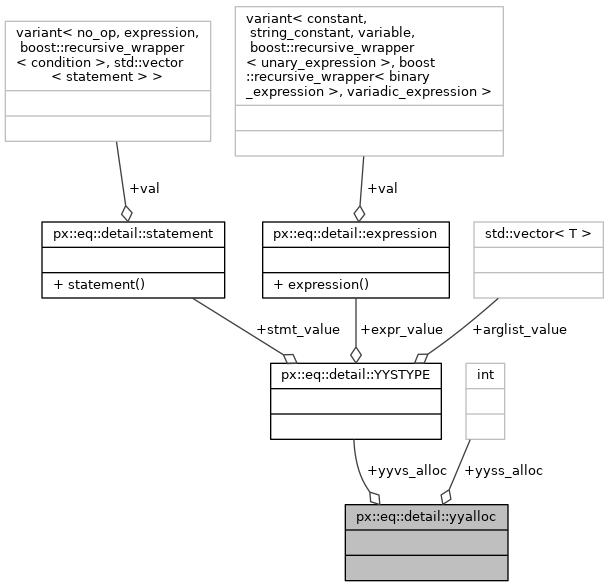 variant< no_op, expression,
boost::recursive_wrapper
< condition >, std::vector
< statement > >
variant< constant,
string_constant, variable,
boost::recursive_wrapper
< unary_expression >, boost
::recursive_wrapper< binary
_expression >, variadic_expression >
+val
+val
px::eq::detail::statement
+ statement()
px::eq::detail::expression
+ expression()
std::vector< T >
+stmt_value
+expr_value
+arglist_value
px::eq::detail::YYSTYPE
int
+yyvs_alloc
+yyss_alloc
px::eq::detail::yyalloc